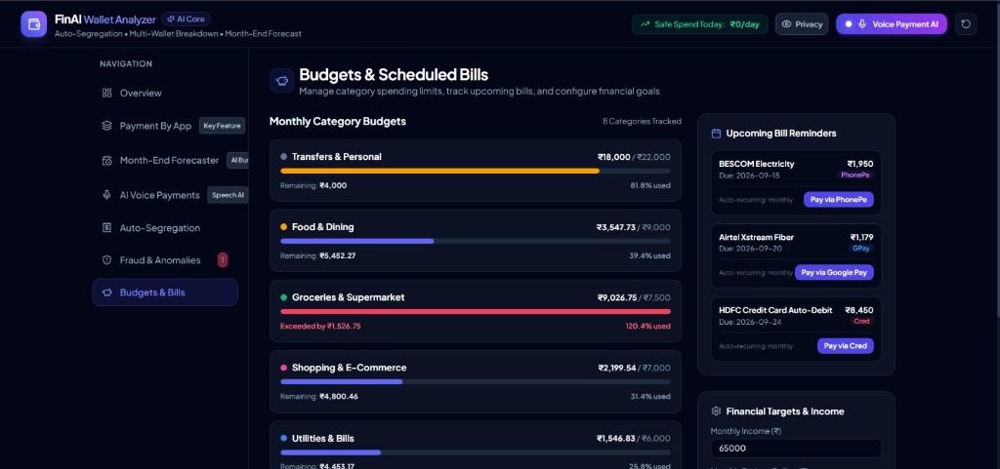 FinAI Wallet Analyzer AI Core
Auto-Segregation • Multi-Wallet Breakdown • Month-End Forecast
Safe Spend Today: ₹0/day
Privacy
Voice Payment AI
NAVIGATION
Overview
Payment By App Key Feature
Month-End Forecaster AI Bur
AI Voice Payments Speech AI
Auto-Segregation
Fraud & Anomalies 1
Budgets & Bills
Budgets & Scheduled Bills
Manage category spending limits, track upcoming bills, and configure financial goals
Monthly Category Budgets 8 Categories Tracked
Transfers & Personal ₹18,000 / ₹22,000
Remaining: ₹4,000 81.8% used
Food & Dining ₹3,547.73 / ₹9,000
Remaining: ₹5,452.27 39.4% used
Groceries & Supermarket ₹9,026.75 / ₹7,500
Exceeded by ₹1,526.75 120.4% used
Shopping & E-Commerce ₹2,199.54 / ₹7,000
Remaining: ₹4,800.46 31.4% used
Utilities & Bills ₹1,546.83 / ₹6,000
Remaining: ₹4,453.17 25.8% used
Upcoming Bill Reminders
BESCOM Electricity ₹1,950
Due: 2026-09-15 PhonePe
Auto-recurring: monthly Pay via PhonePe
Airtel Xstream Fiber ₹1,179
Due: 2026-09-20 GPay
Auto-recurring: monthly Pay via Google Pay
HDFC Credit Card Auto-Debit ₹8,450
Due: 2026-09-24 Cred
Auto-recurring: monthly Pay via Cred
Financial Targets & Income
Monthly Income (₹)
65000